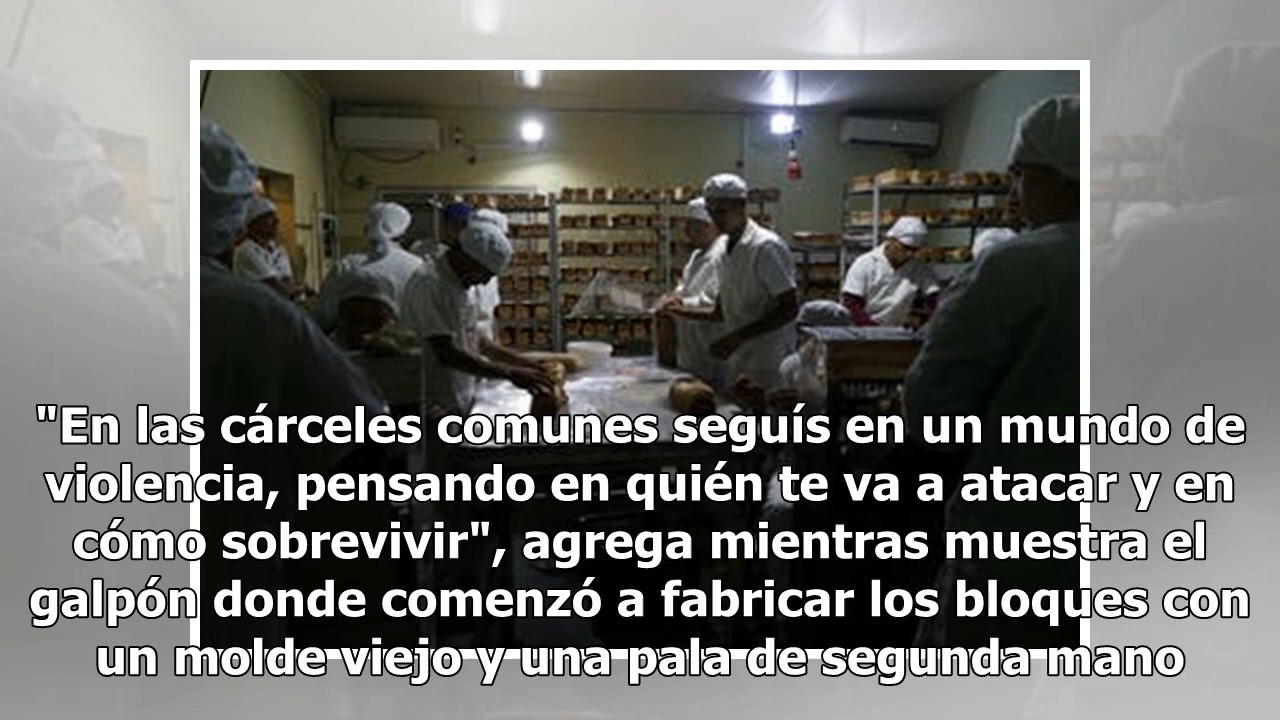 "En las cárceles comunes seguís en un mundo de
violencia, pensando en quién te va a atacar y en
cómo sobrevivir", agrega mientras muestra el
galpón donde comenzó a fabricar los bloques con
un molde viejo y una pala de segunda mano